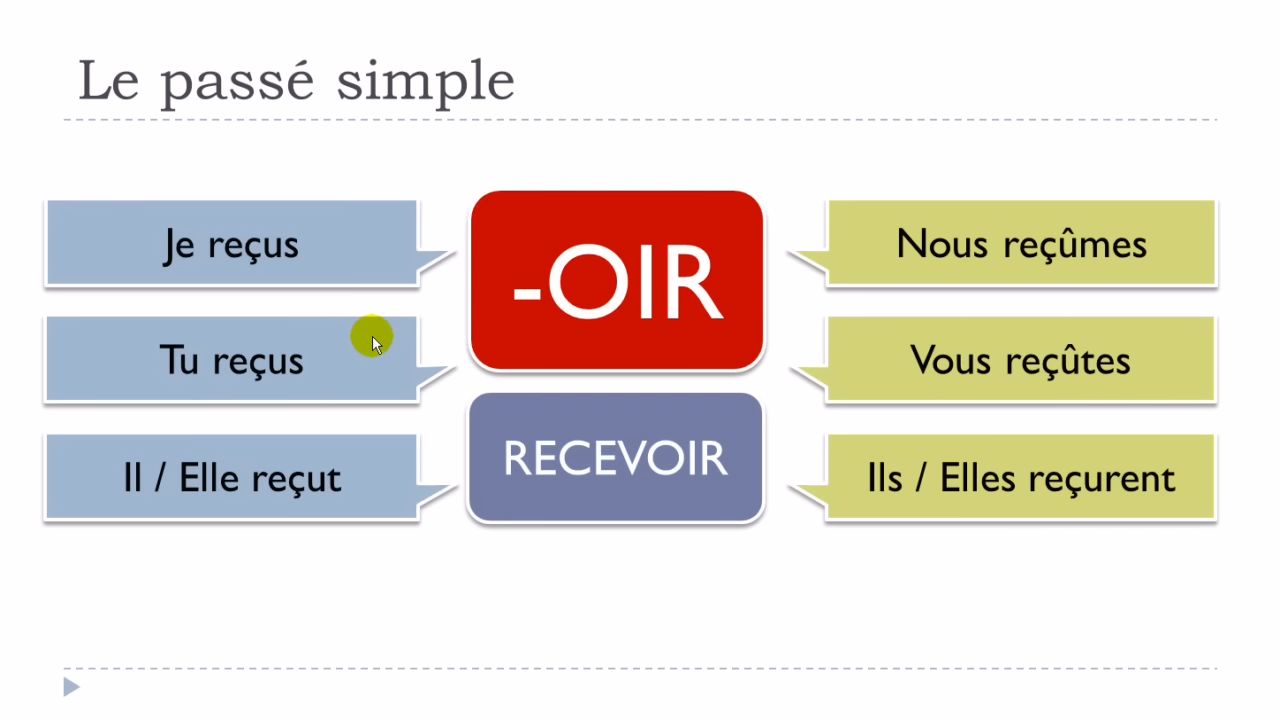 Le passé simple
Je reçus
Tu reçus
Il / Elle reçut
-OIR
RECEVOIR
Nous reçûmes
Vous reçûtes
Ils / Elles reçurent